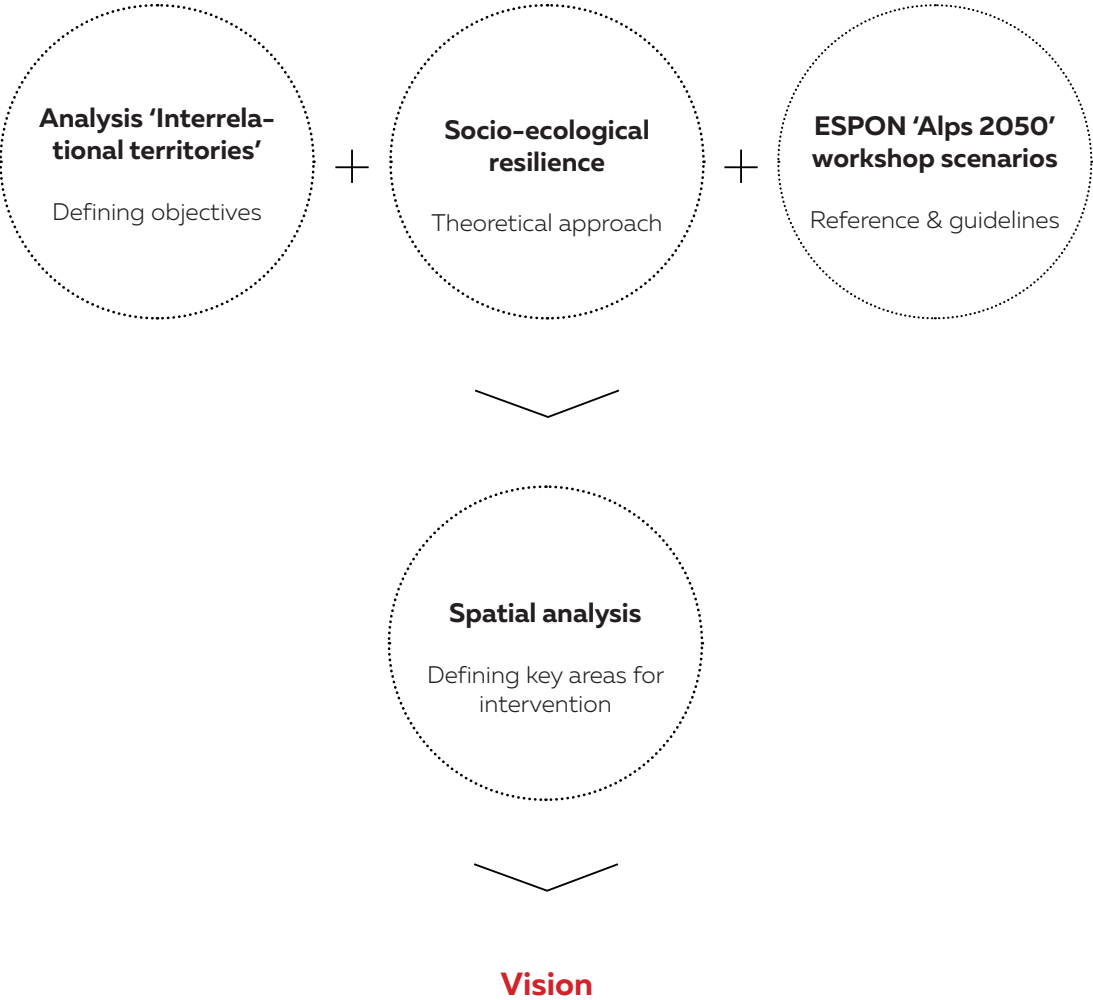 Analysis ‘Interrela-
tional territories’
Defining objectives
+
Socio-ecological
resilience
Theoretical approach
+
ESPON ‘Alps 2050’
workshop scenarios
Reference & guidelines
Spatial analysis
Defining key areas for
intervention
Vision